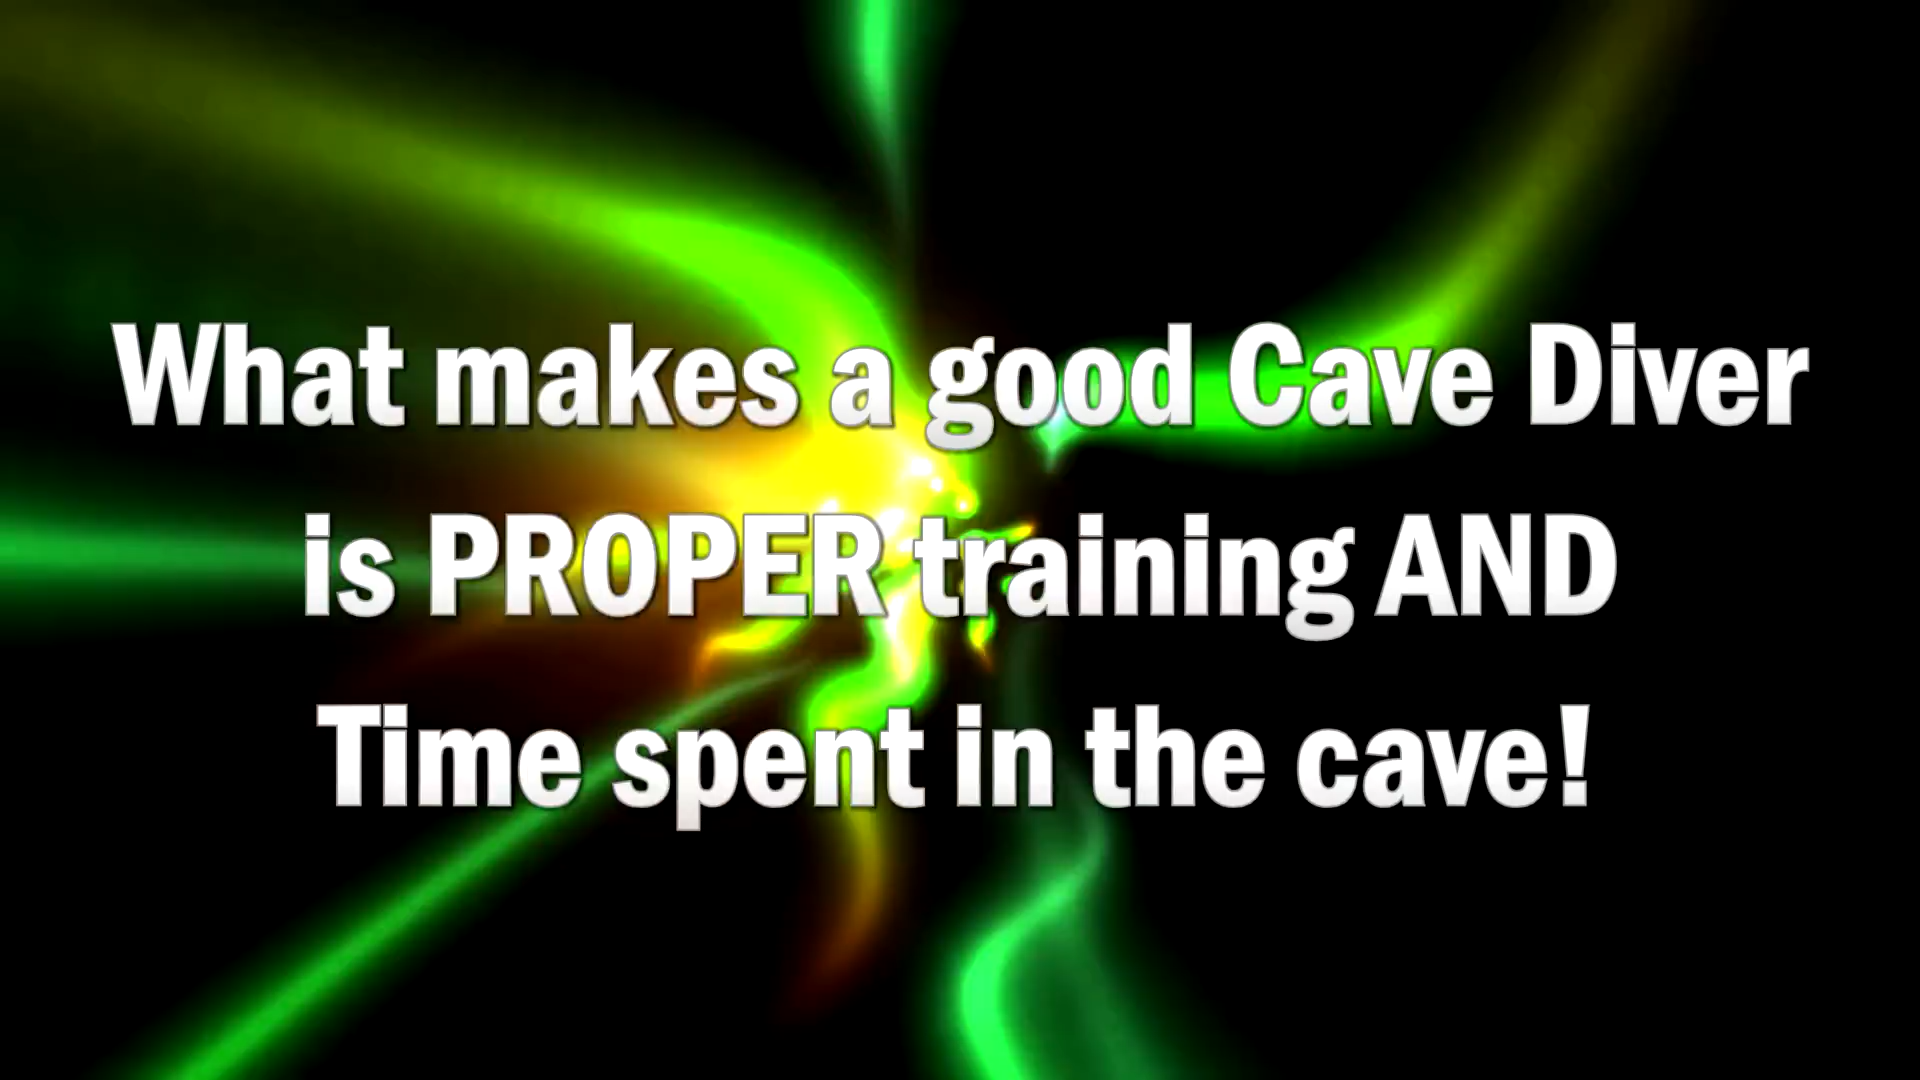 What makes a good Cave Diver
is PROPER training AND
Time spent in the cave!